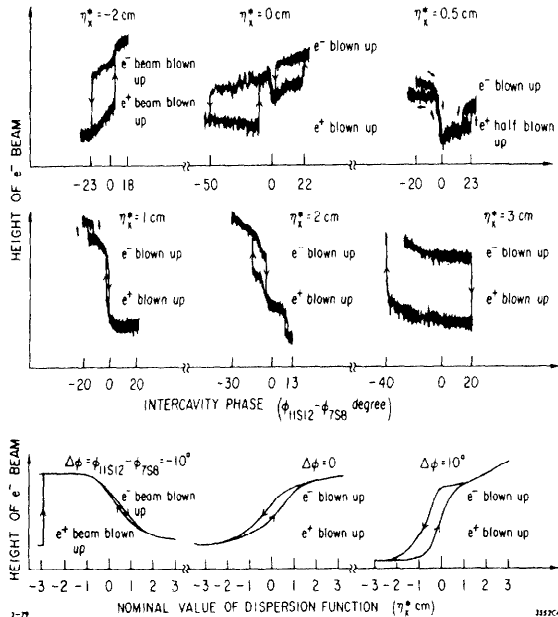 η*x = -2 cm
η*x = 0 cm
η*x = 0.5 cm
e⁻ beam blown up
e⁺ beam blown up
e⁻ blown up
e⁺ blown up
e⁻ blown up
e⁺ half blown up
HEIGHT OF e⁻ BEAM
-23 0 18
-50 0 22
-20 0 23
η*x = 1 cm
η*x = 2 cm
η*x = 3 cm
e⁻ blown up
e⁺ blown up
e⁻ blown up
e⁺ blown up
e⁻ blown up
e⁺ blown up
-20 0 20
-30 0 13
-40 0 20
INTERCAVITY PHASE (φ11S12-φ7S8 degree)
Δφ=φ11S12-φ7S8=-10°
Δφ=0
Δφ=10°
e⁻ beam blown up
e⁺ beam blown up
e⁻ blown up
e⁺ blown up
e⁻ blown up
e⁺ blown up
HEIGHT OF e⁻ BEAM
-3 -2 -1 0 1 2 3
-3 -2 -1 0 1 2 3
-3 -2 -1 0 1 2 3
NOMINAL VALUE OF DISPERSION FUNCTION (η*x cm)